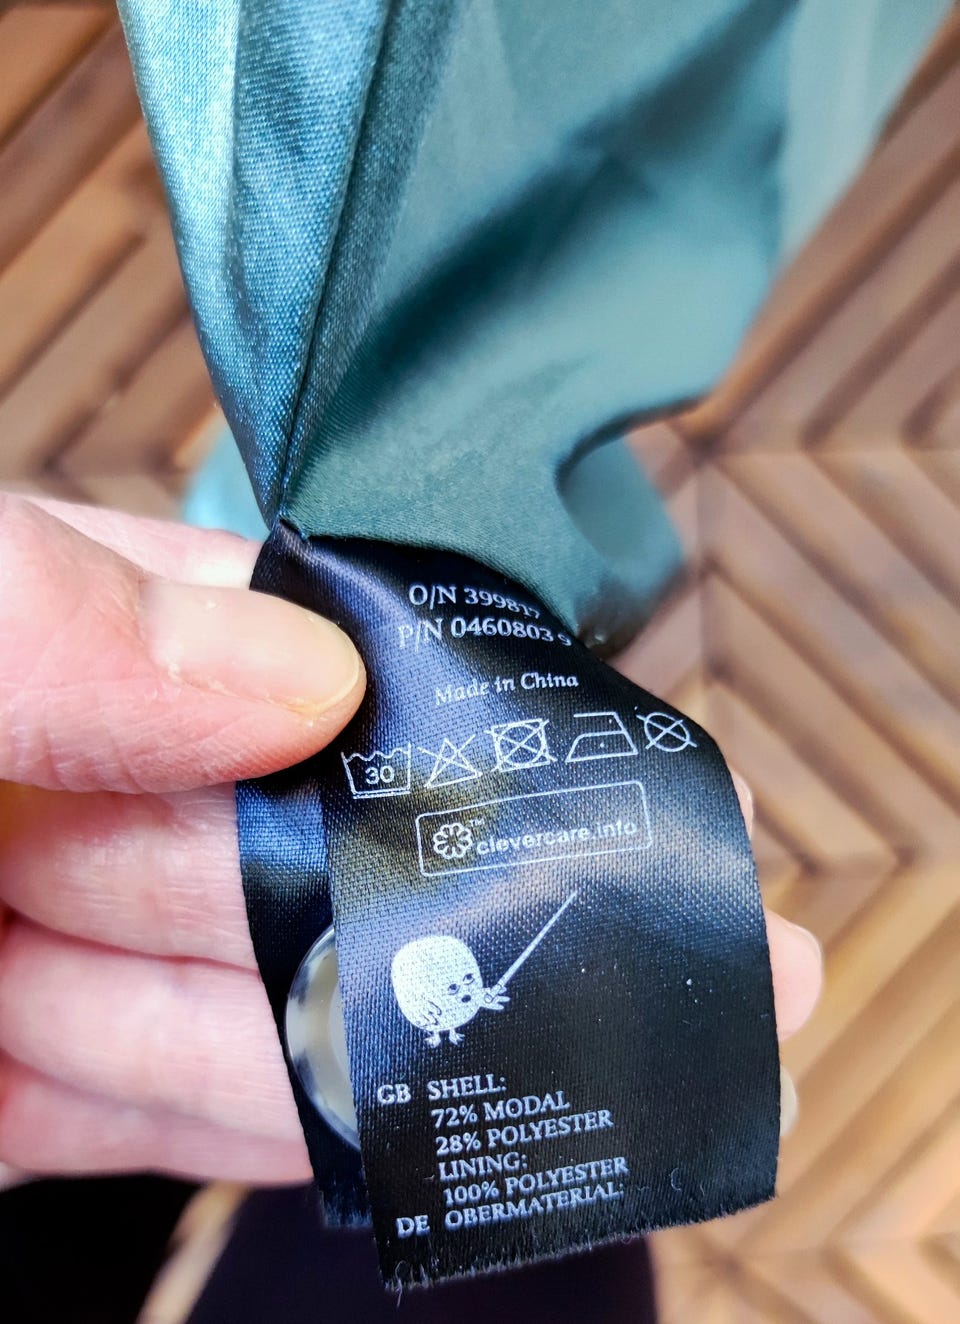 O/N 399817
P/N 0460803 9
Made in China
30
™ clevercare.info
GB SHELL:
72% MODAL
28% POLYESTER
LINING:
100% POLYESTER
DE OBERMATERIAL: